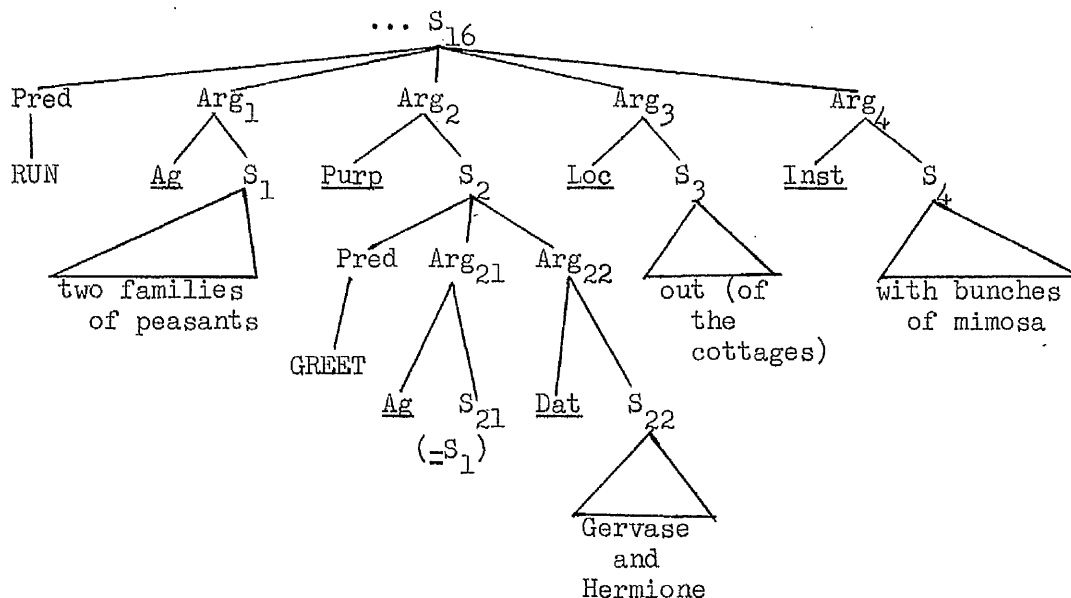 ... S16
Pred Arg1 Arg2 Arg3 Arg4
RUN Ag S1 Purp S2 Loc S3 Inst S4
Pred Arg21 Arg22
two families
of peasants
out (of
the
cottages)
with bunches
of mimosa
GREET
Ag S21 Dat S22
(=S1)
Gervase
and
Hermione